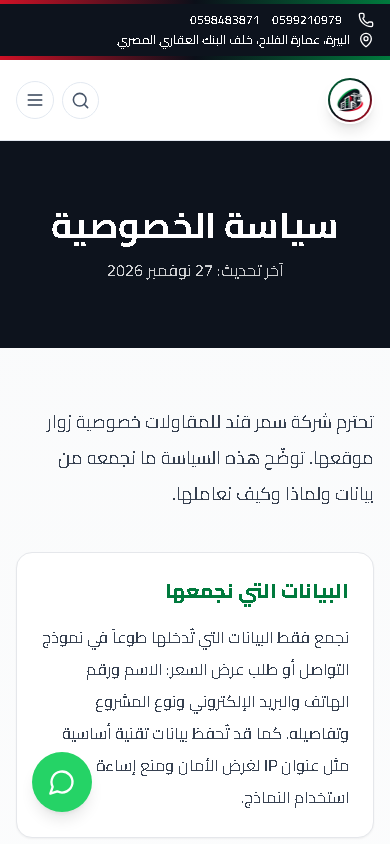 0599210979 0598483871
البيرة، عمارة الفلاح، خلف البنك العقاري المصري
سياسة الخصوصية
آخر تحديث: 27 نوفمبر 2026
تحترم شركة سمر قند للمقاولات خصوصية زوار
موقعها. توضّح هذه السياسة ما نجمعه من
بيانات ولماذا وكيف نعاملها.
البيانات التي نجمعها
نجمع فقط البيانات التي تُدخلها طوعاً في نموذج
التواصل أو طلب عرض السعر: الاسم ورقم
الهاتف والبريد الإلكتروني ونوع المشروع
وتفاصيله. كما قد تُحفظ بيانات تقنية أساسية
مثل عنوان IP لغرض الأمان ومنع إساءة
استخدام النماذج.